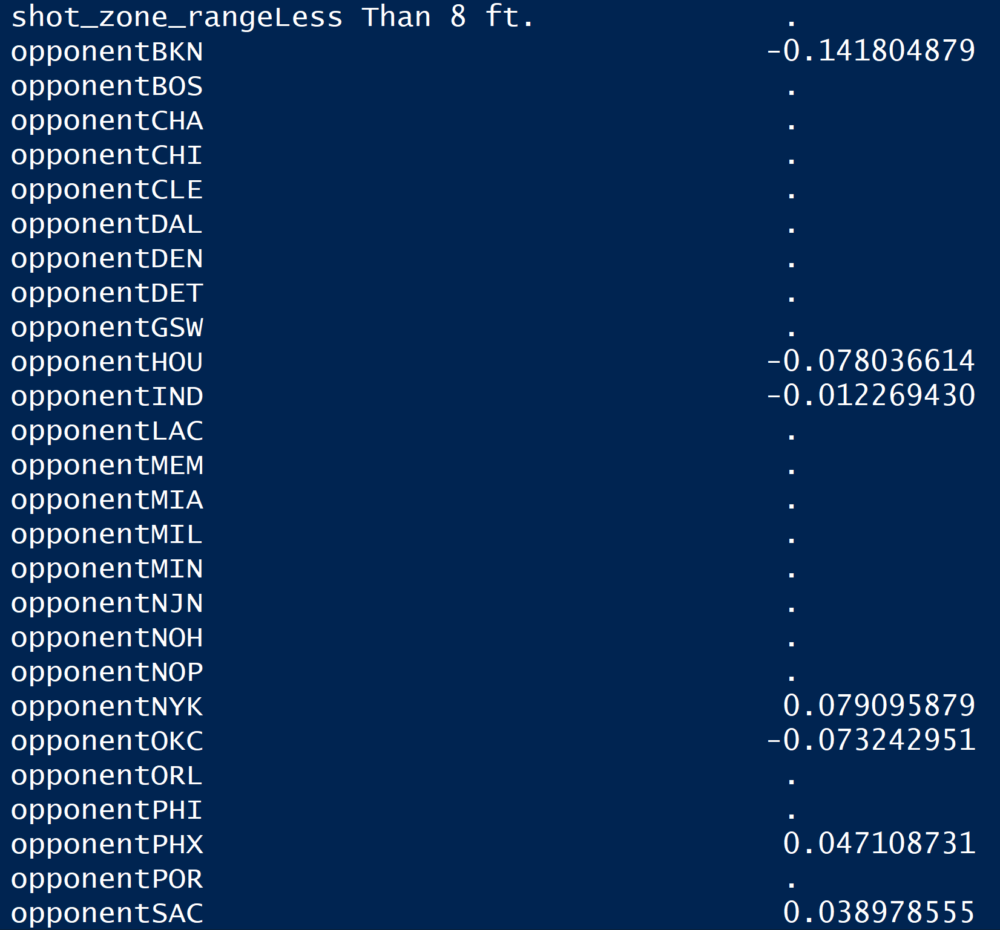 shot_zone_rangeLess Than 8 ft. .
opponentBKN -0.141804879
opponentBOS .
opponentCHA .
opponentCHI .
opponentCLE .
opponentDAL .
opponentDEN .
opponentDET .
opponentGSW .
opponentHOU -0.078036614
opponentIND -0.012269430
opponentLAC .
opponentMEM .
opponentMIA .
opponentMIL .
opponentMIN .
opponentNJN .
opponentNOH .
opponentNOP .
opponentNYK 0.079095879
opponentOKC -0.073242951
opponentORL .
opponentPHI .
opponentPHX 0.047108731
opponentPOR .
opponentSAC 0.038978555